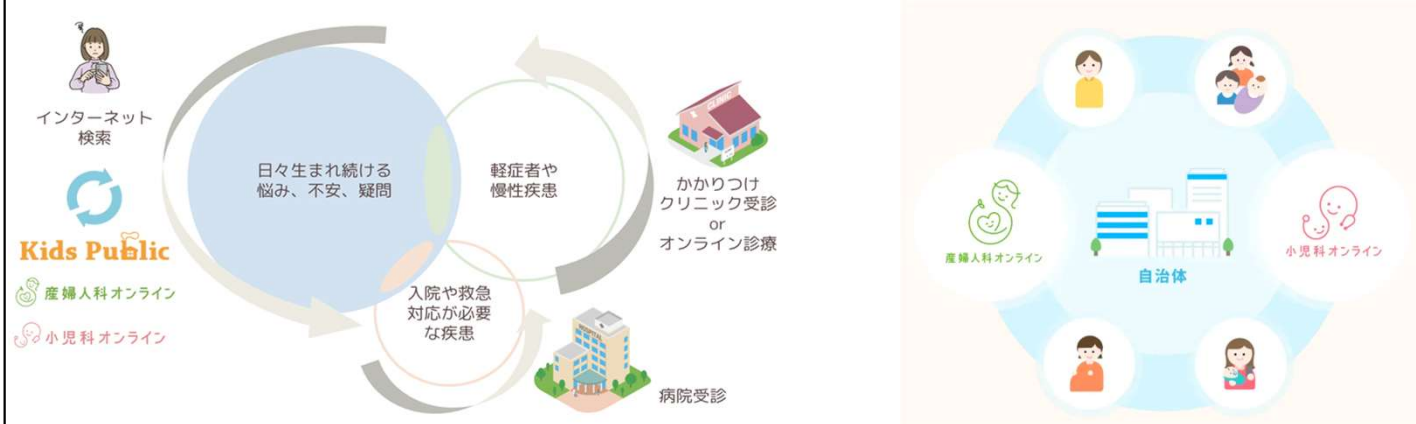 インターネット
検索
Kids Public
産婦人科オンライン
小児科オンライン
日々生まれ続ける
悩み、不安、疑問
軽症者や
慢性疾患
入院や救急
対応が必要
な疾患
CLINIC
かかりつけ
クリニック受診
or
オンライン診療
HOSPITAL
病院受診
産婦人科オンライン
自治体
小児科オンライン